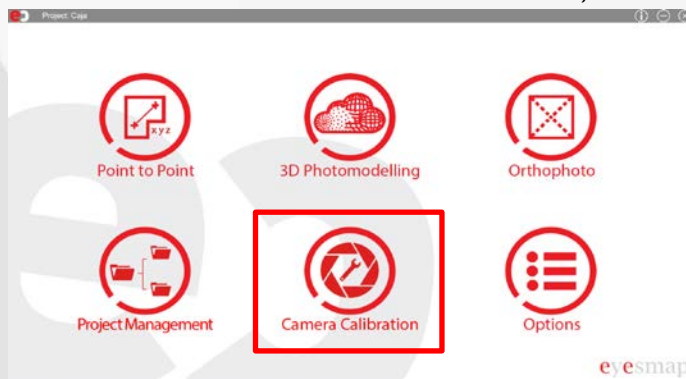 Project: Caja
Point to Point
xyz
3D Photomodelling
Orthophoto
Project Management
Camera Calibration
Options
eyesmap